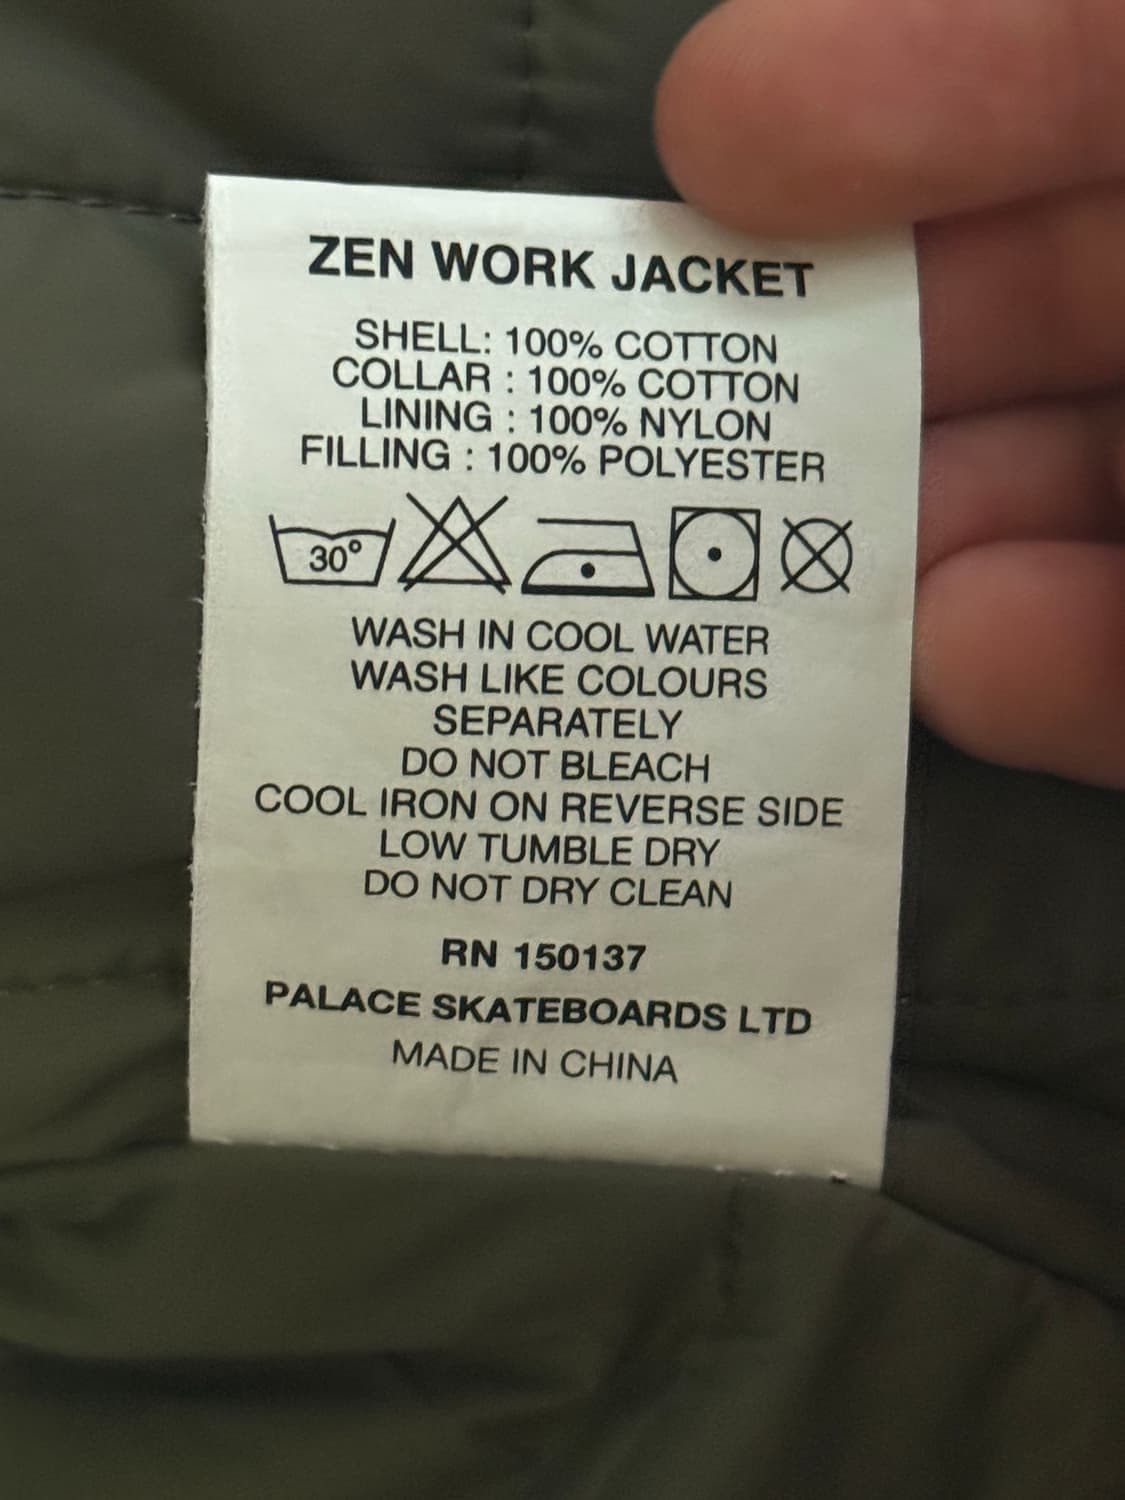 ZEN WORK JACKET
SHELL: 100% COTTON
COLLAR : 100% COTTON
LINING : 100% NYLON
FILLING : 100% POLYESTER
30°
WASH IN COOL WATER
WASH LIKE COLOURS
SEPARATELY
DO NOT BLEACH
COOL IRON ON REVERSE SIDE
LOW TUMBLE DRY
DO NOT DRY CLEAN
RN 150137
PALACE SKATEBOARDS LTD
MADE IN CHINA